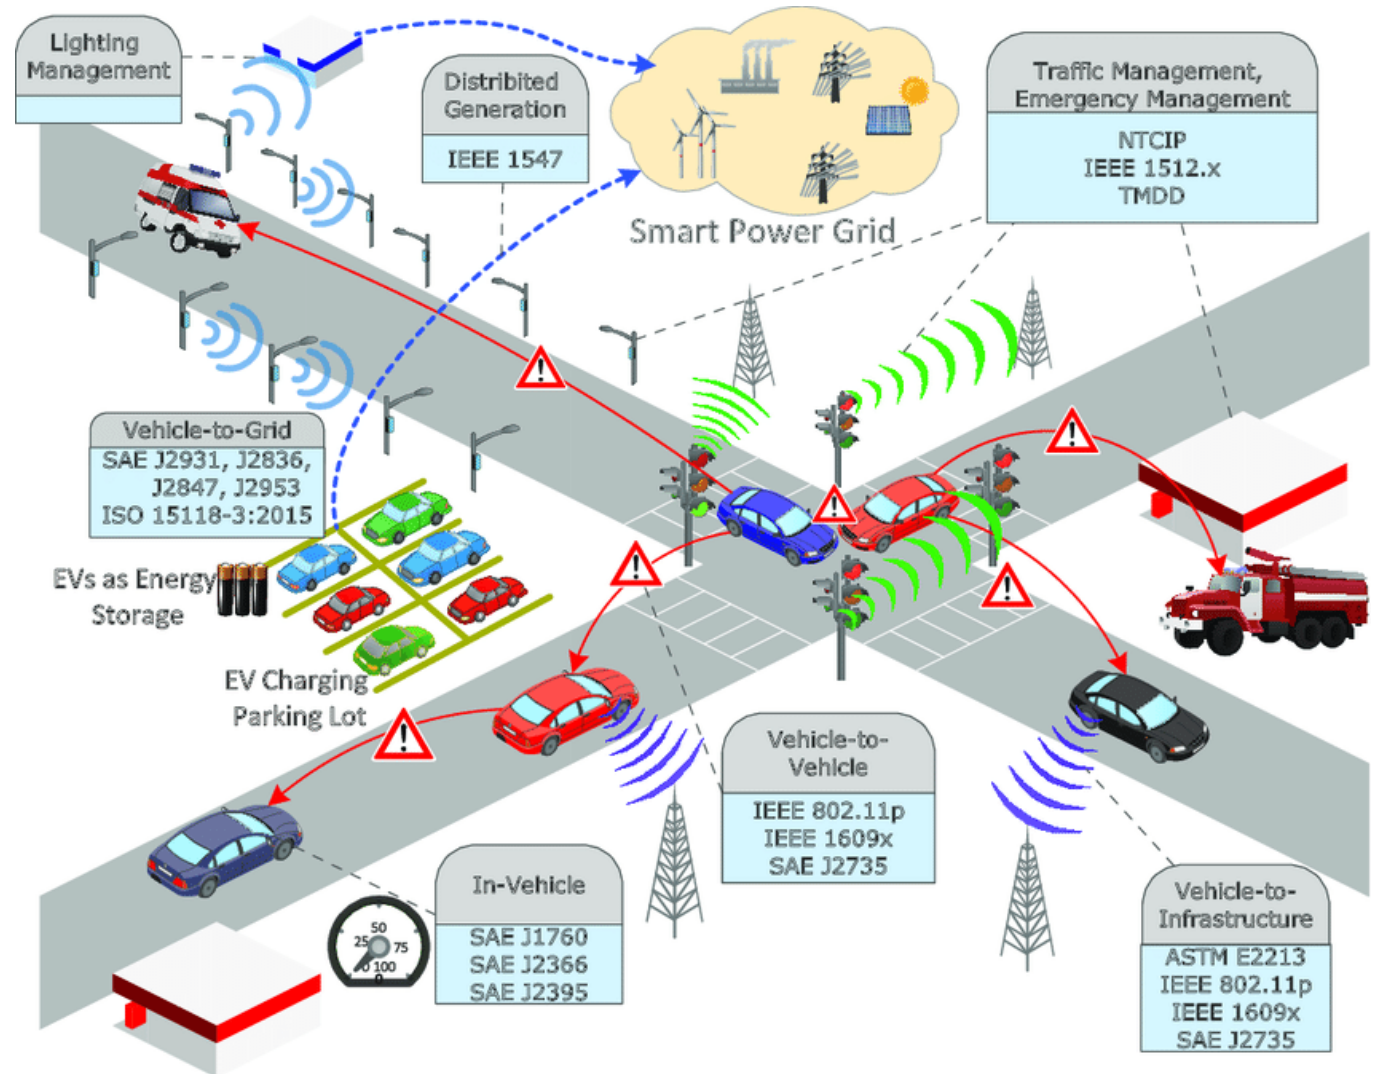 Lighting
Management
Distribited
Generation
IEEE 1547
Smart Power Grid
Traffic Management,
Emergency Management
NTCIP
IEEE 1512.x
TMDD
Vehicle-to-Grid
SAE J2931, J2836,
J2847, J2953
ISO 15118-3:2015
EVs as Energy
Storage
EV Charging
Parking Lot
Vehicle-to-
Vehicle
IEEE 802.11p
IEEE 1609x
SAE J2735
In-Vehicle
SAE J1760
SAE J2366
SAE J2395
50
25 75
0 100
0
Vehicle-to-
Infrastructure
ASTM E2213
IEEE 802.11p
IEEE 1609x
SAE J2735